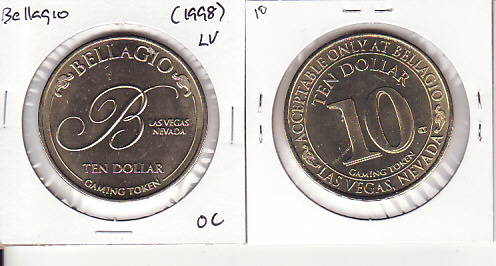 Bellagio
(1998)
LV
BELLAGIO
B
LAS VEGAS
NEVADA
TEN DOLLAR
GAMING TOKEN
OC
10
ACCEPTABLE ONLY AT BELLAGIO
TEN DOLLAR
10
GAMING TOKEN
LAS VEGAS, NEVADA